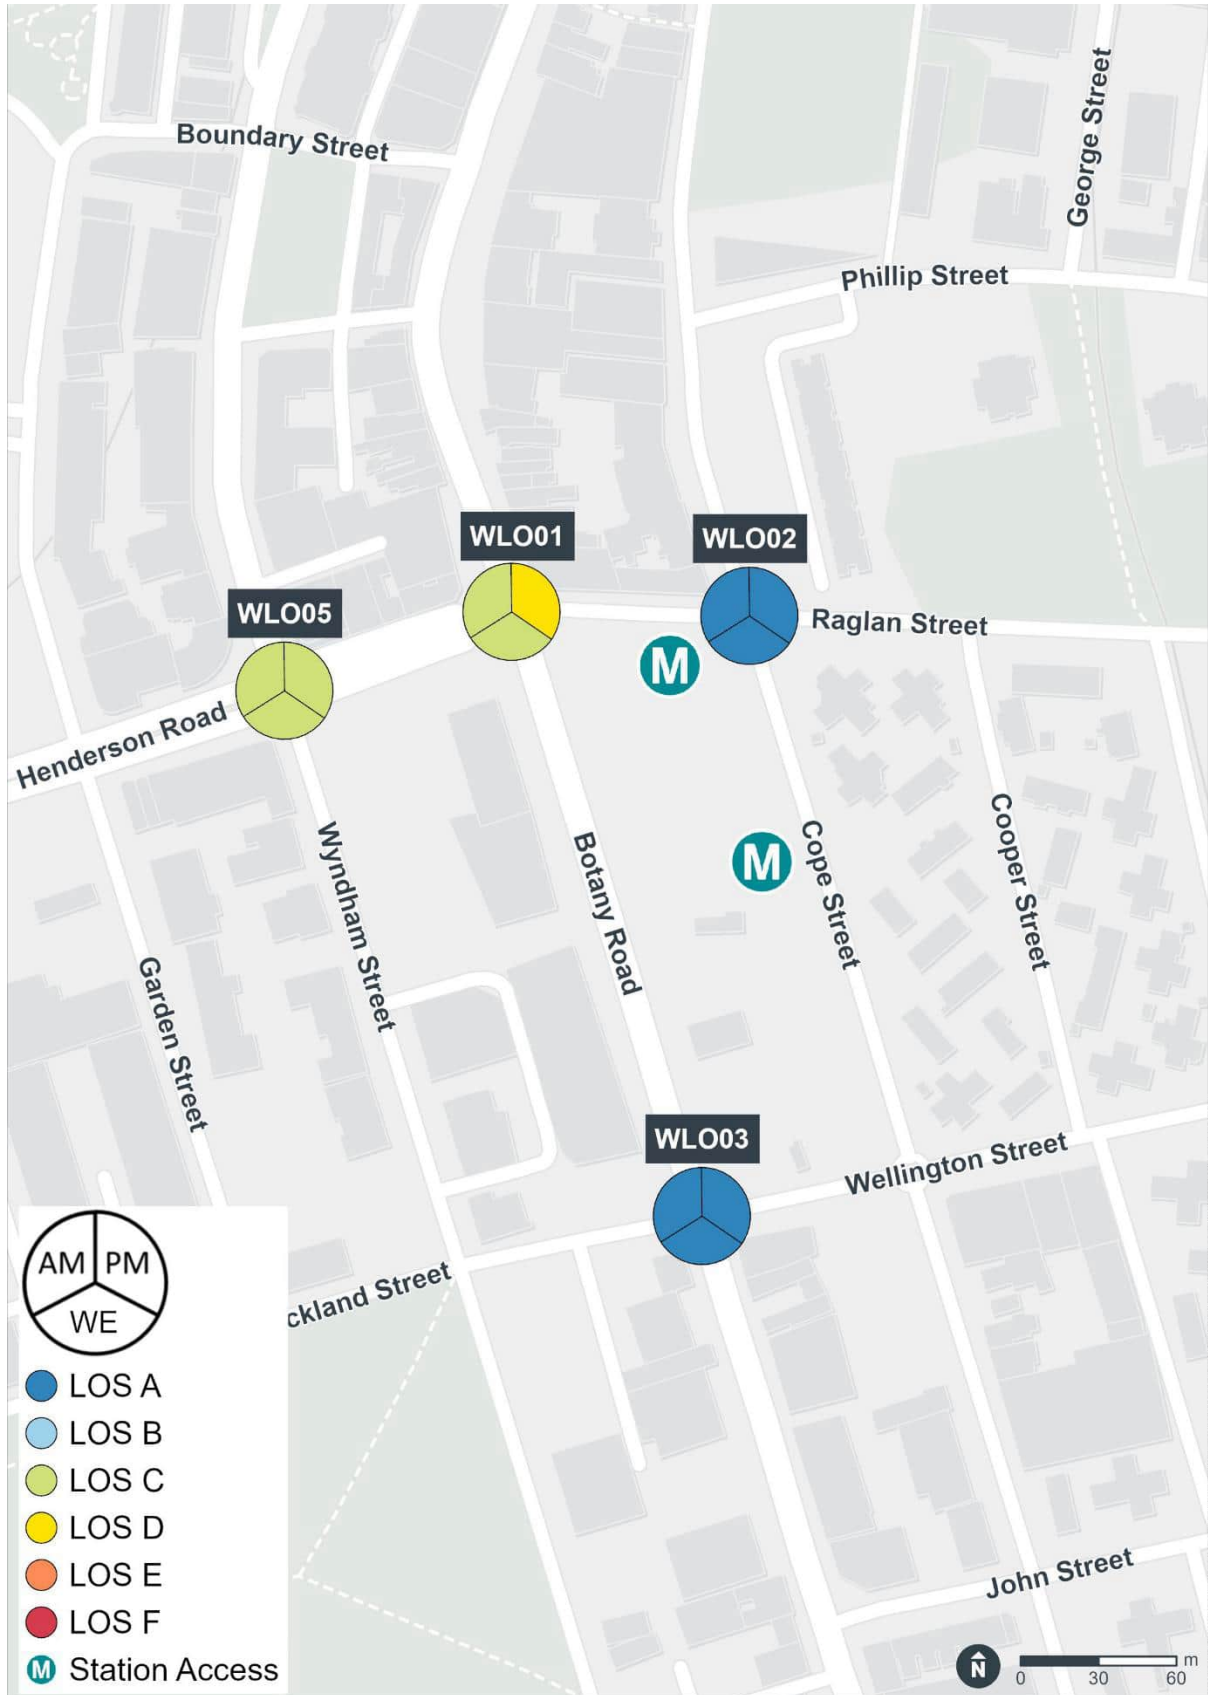 Boundary Street
George Street
Phillip Street
WLO01
WLO02
WLO05
Raglan Street
M
Henderson Road
Wyndham Street
Botany Road
M
Cope Street
Cooper Street
Garden Street
WLO03
Wellington Street
ckland Street
AM PM
WE
LOS A
LOS B
LOS C
LOS D
LOS E
LOS F
M Station Access
John Street
N
m
0 30 60